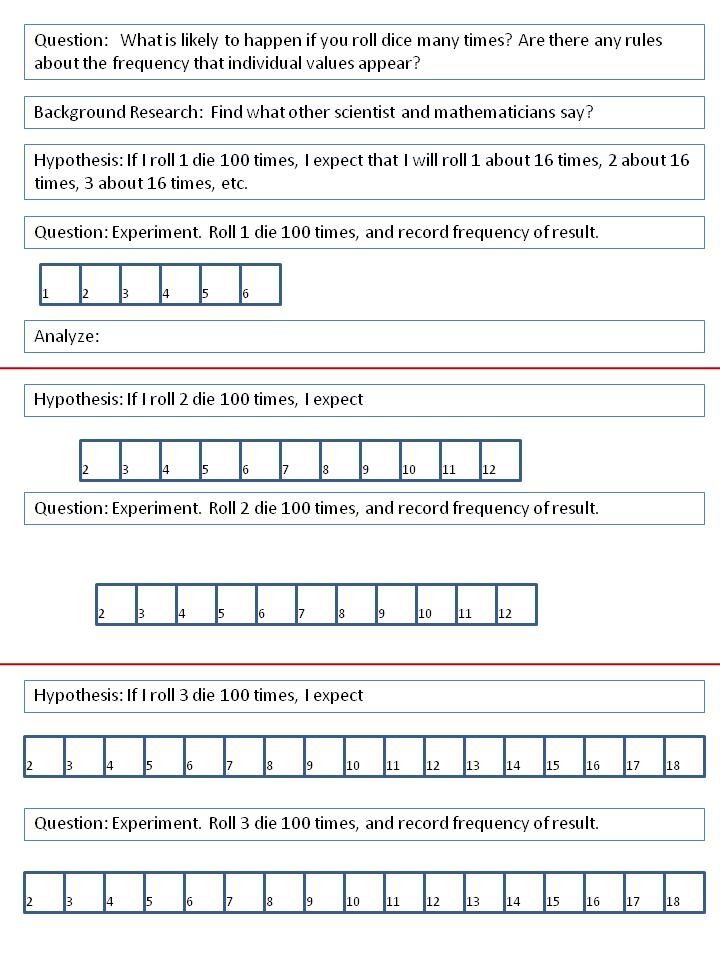 Question: What is likely to happen if you roll dice many times? Are there any rules
about the frequency that individual values appear?
Background Research: Find what other scientist and mathematicians say?
Hypothesis: If I roll 1 die 100 times, I expect that I will roll 1 about 16 times, 2 about 16
times, 3 about 16 times, etc.
Question: Experiment. Roll 1 die 100 times, and record frequency of result.
1 2 3 4 5 6
Analyze:
Hypothesis: If I roll 2 die 100 times, I expect
2 3 4 5 6 7 8 9 10 11 12
Question: Experiment. Roll 2 die 100 times, and record frequency of result.
2 3 4 5 6 7 8 9 10 11 12
Hypothesis: If I roll 3 die 100 times, I expect
2 3 4 5 6 7 8 9 10 11 12 13 14 15 16 17 18
Question: Experiment. Roll 3 die 100 times, and record frequency of result.
2 3 4 5 6 7 8 9 10 11 12 13 14 15 16 17 18